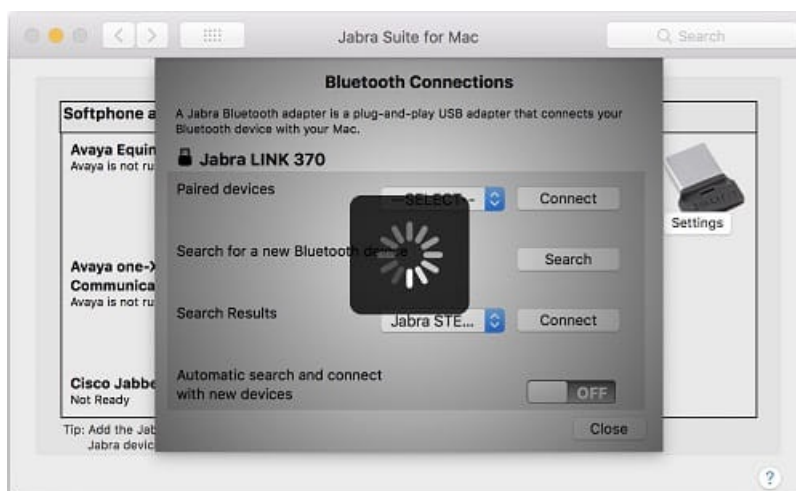 Jabra Suite for Mac
Search
Bluetooth Connections
A Jabra Bluetooth adapter is a plug-and-play USB adapter that connects your
Bluetooth device with your Mac.
Jabra LINK 370
Paired devices
--SELECT--
Connect
Search for a new Bluetooth device
Search
Search Results
Jabra STE...
Connect
Automatic search and connect
with new devices
OFF
Close
Softphone a
Avaya Equin
Avaya is not ru
Avaya one-X
Communica
Avaya is not ru
Cisco Jabbe
Not Ready
Tip: Add the Jab
Jabra devic
Jabra
Settings
?